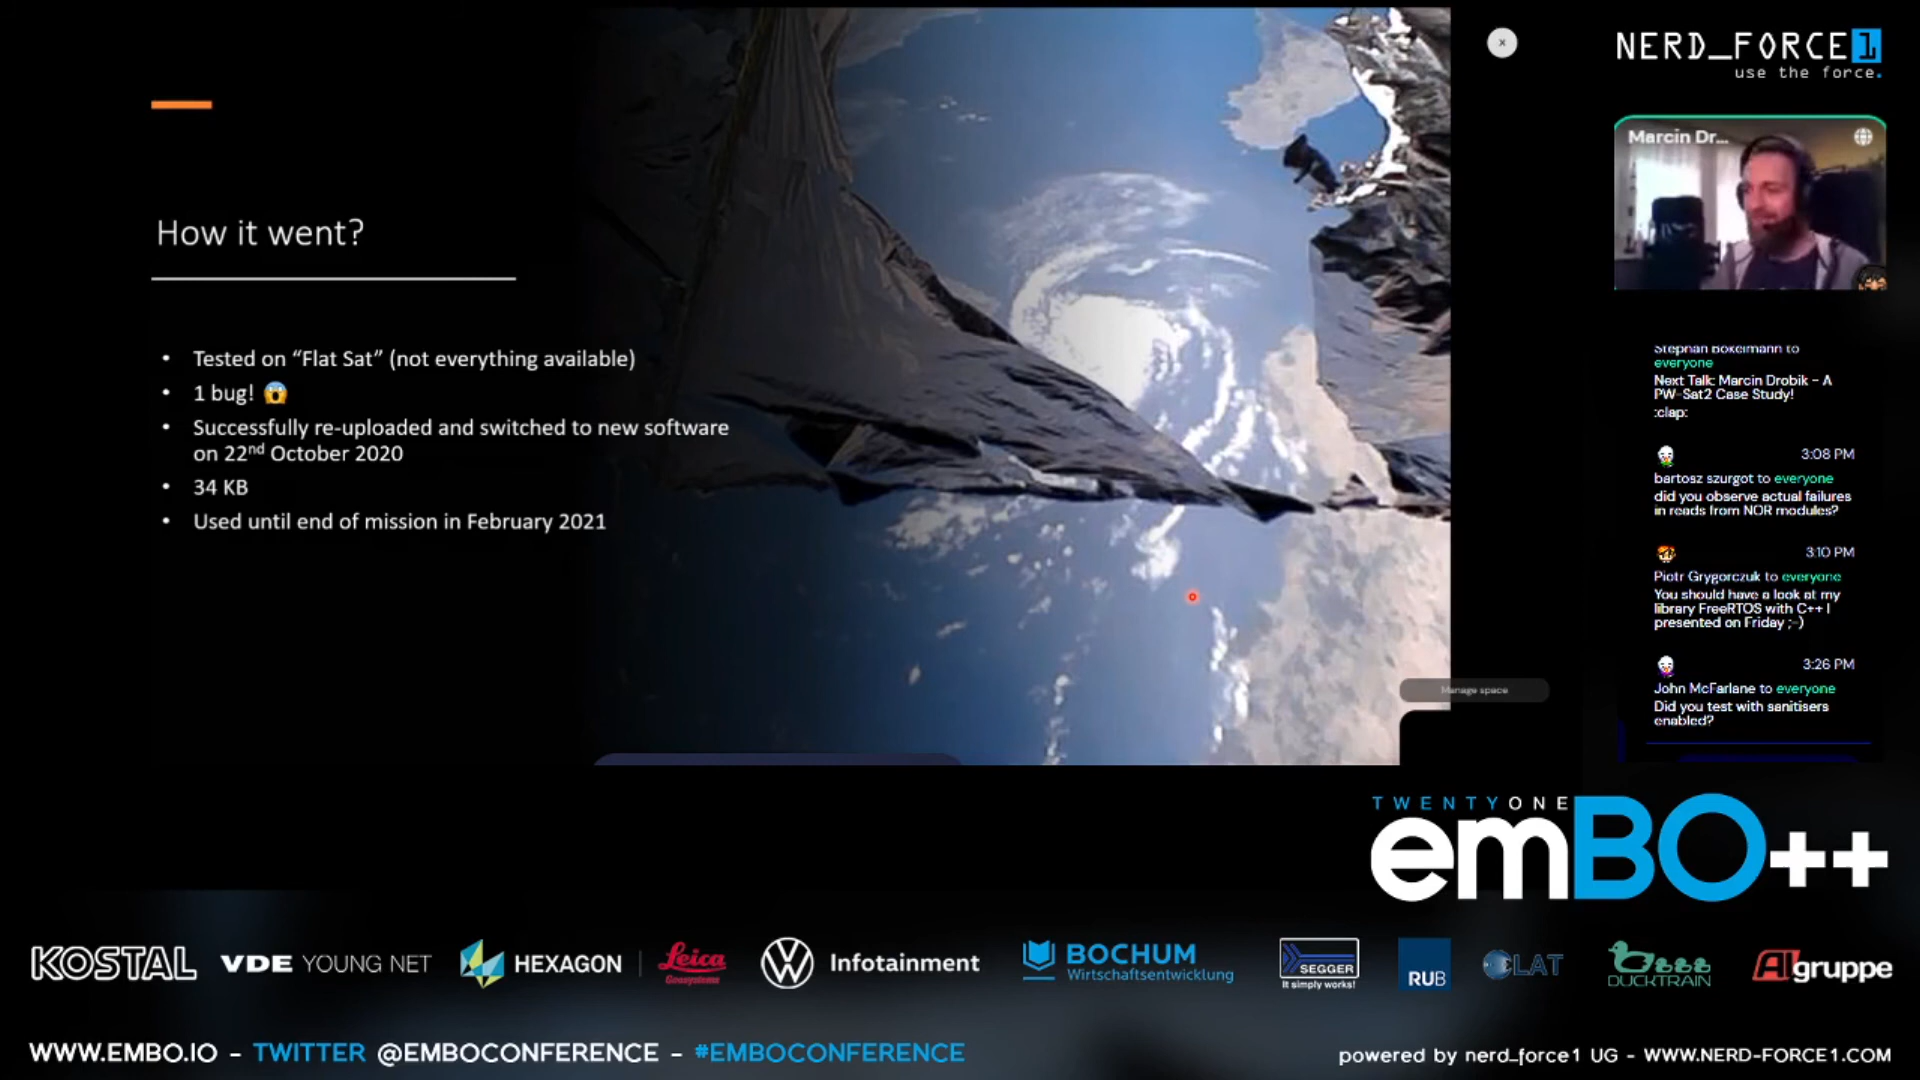 How it went?
• Tested on “Flat Sat” (not everything available)
• 1 bug! 😱
• Successfully re-uploaded and switched to new software
on 22nd October 2020
• 34 KB
• Used until end of mission in February 2021
×
Manage space
NERD_FORCE1
use the force.
Marcin Dr...
Stephan Bokelmann to
everyone
Next Talk: Marcin Drobik - A
PW-Sat2 Case Study!
:clap:
3:08 PM
bartosz szurgot to everyone
did you observe actual failures
in reads from NOR modules?
3:10 PM
Piotr Grygorczuk to everyone
You should have a look at my
library FreeRTOS with C++ I
presented on Friday ;-)
3:26 PM
John McFarlane to everyone
Did you test with sanitisers
enabled?
TWENTYONE
emBO++
KOSTAL
VDE YOUNG NET
HEXAGON
Leica
Geosystems
VW
Infotainment
BOCHUM
Wirtschaftsentwicklung
SEGGER
It simply works!
RUB
LAT
DUCKTRAIN
AIgruppe
WWW.EMBO.IO - TWITTER @EMBOCONFERENCE - #EMBOCONFERENCE
powered by nerd_force1 UG - WWW.NERD-FORCE1.COM